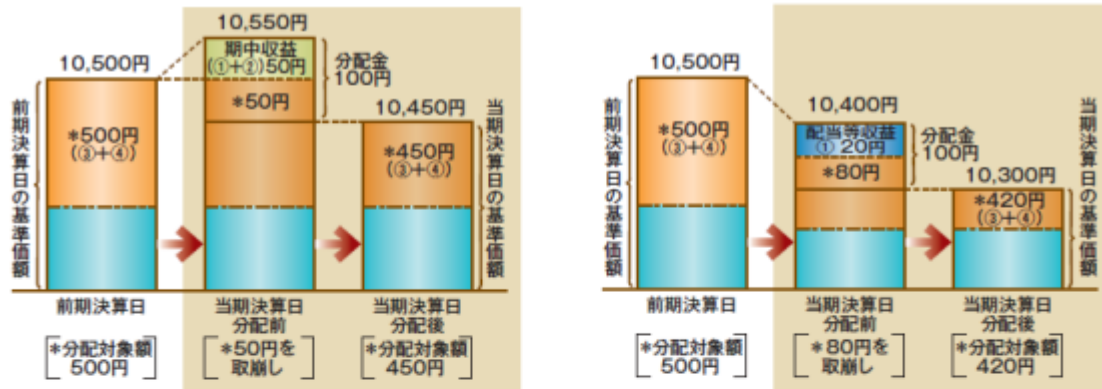 10,550円
10,500円
期中収益
(①+②)50円
分配金
100円
*50円
10,450円
*500円
(③+④)
*450円
(③+④)
前期決算日の基準価額
当期決算日の基準価額
前期決算日
当期決算日
分配前
当期決算日
分配後
*分配対象額
500円
*50円を
取崩し
*分配対象額
450円
10,500円
10,400円
配当等収益
① 20円
分配金
100円
*80円
10,300円
*500円
(③+④)
*420円
(③+④)
前期決算日の基準価額
当期決算日の基準価額
前期決算日
当期決算日
分配前
当期決算日
分配後
*分配対象額
500円
*80円を
取崩し
*分配対象額
420円